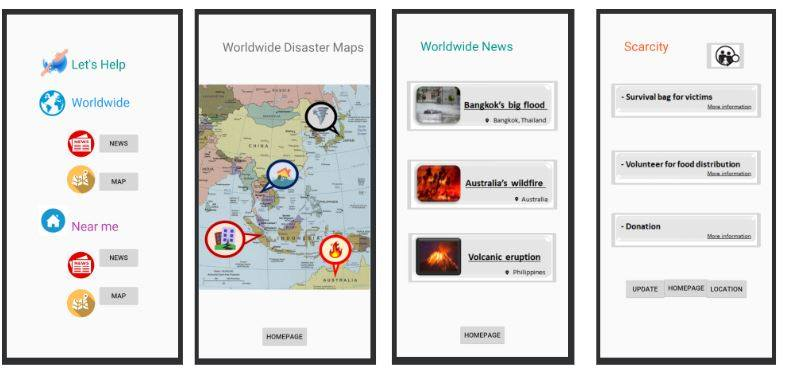 Let's Help
Worldwide
NEWS
MAP
Near me
NEWS
MAP
Worldwide Disaster Maps
CHINA
INDONESIA
AUSTRALIA
HOMEPAGE
Worldwide News
Bangkok's big flood
Bangkok, Thailand
Australia's wildfire
Australia
Volcanic eruption
Philippines
HOMEPAGE
Scarcity
- Survival bag for victims
More information
- Volunteer for food distribution
More information
- Donation
More information
UPDATE HOMEPAGE LOCATION